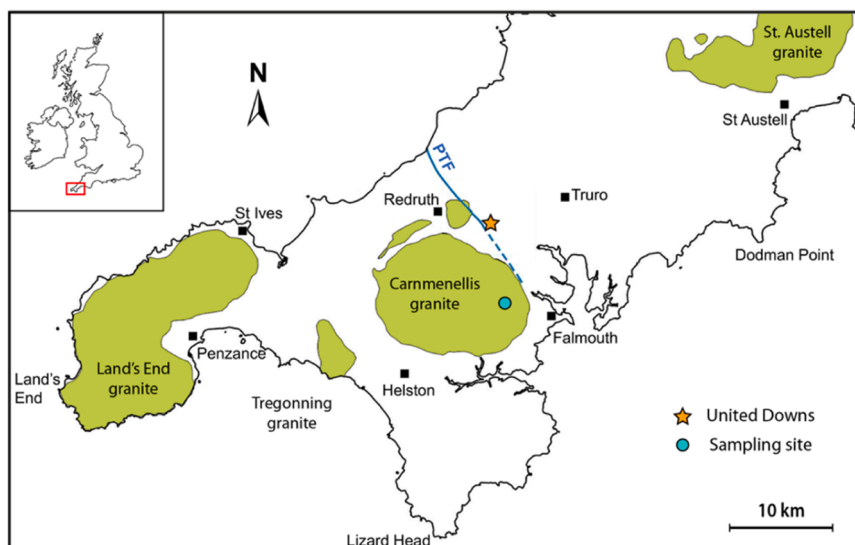 St. Austell
granite
N
St Austell
PTF
Redruth
Truro
St Ives
Dodman Point
Carnmenellis
granite
Falmouth
Penzance
Land's
End
Land's End
granite
Helston
Tregonning
granite
United Downs
Sampling site
10 km
Lizard Head